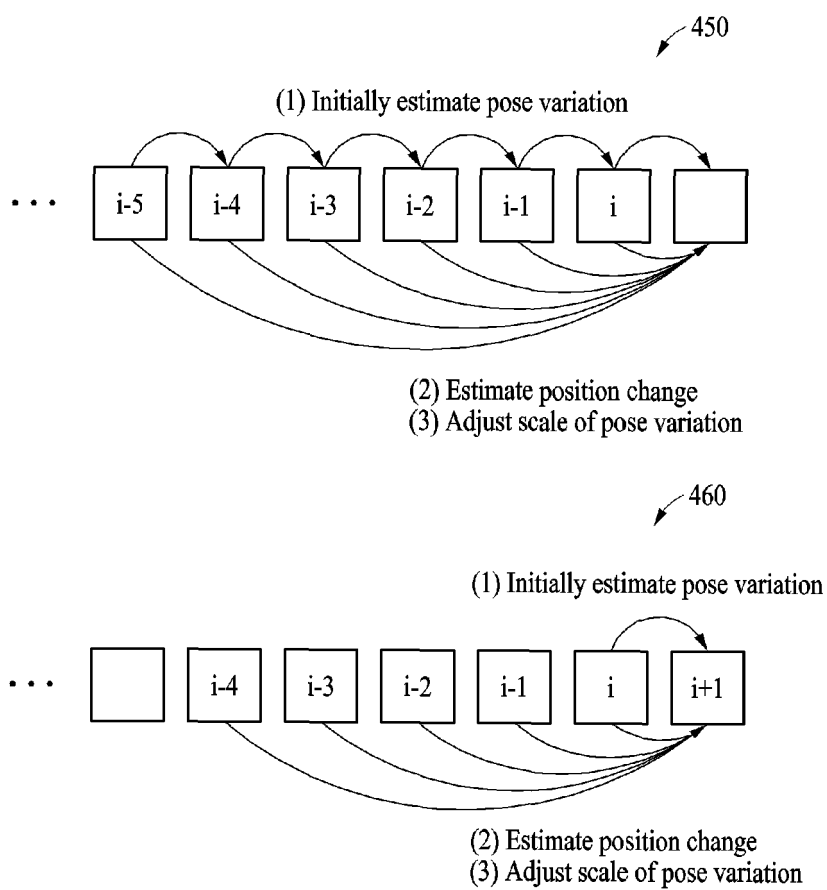 450
(1) Initially estimate pose variation
... i-5 i-4 i-3 i-2 i-1 i
(2) Estimate position change
(3) Adjust scale of pose variation
460
(1) Initially estimate pose variation
... i-4 i-3 i-2 i-1 i i+1
(2) Estimate position change
(3) Adjust scale of pose variation